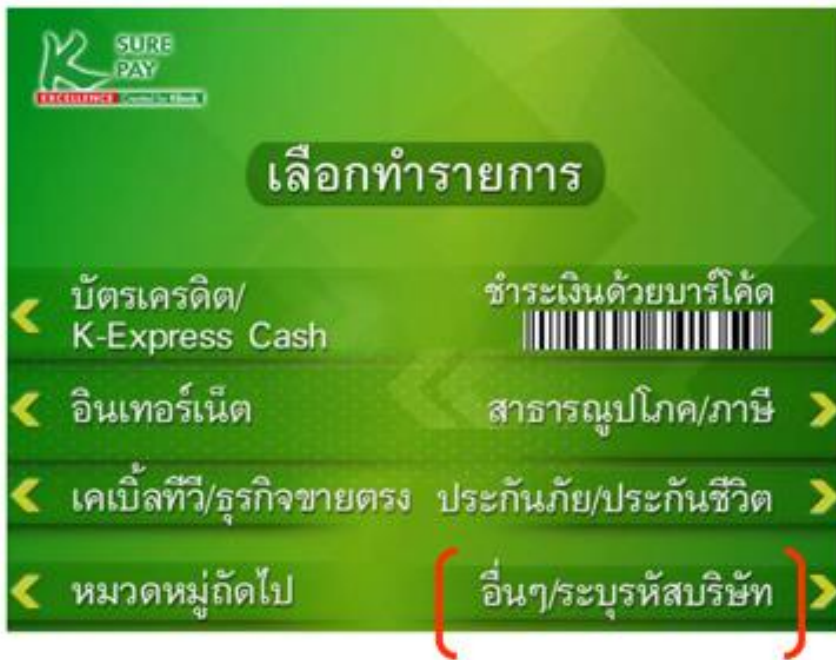 K SURE
PAY
EXCELLENCE Created by KBank
เลือกทำรายการ
บัตรเครดิต/
K-Express Cash
ชำระเงินด้วยบาร์โค้ด
อินเทอร์เน็ต
สาธารณูปโภค/ภาษี
เคเบิ้ลทีวี/ธุรกิจขายตรง
ประกันภัย/ประกันชีวิต
หมวดหมู่ถัดไป
อื่นๆ/ระบุรหัสบริษัท